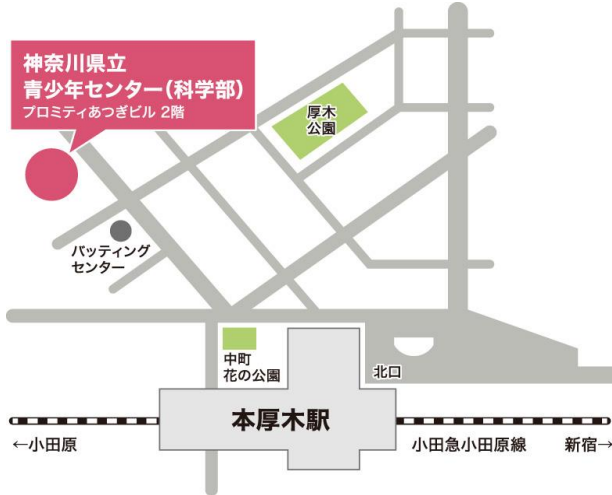 神奈川県立
青少年センター（科学部）
プロミティあつぎビル 2階
厚木
公園
バッティング
センター
中町
花の公園
北口
本厚木駅
←小田原
小田急小田原線
新宿→